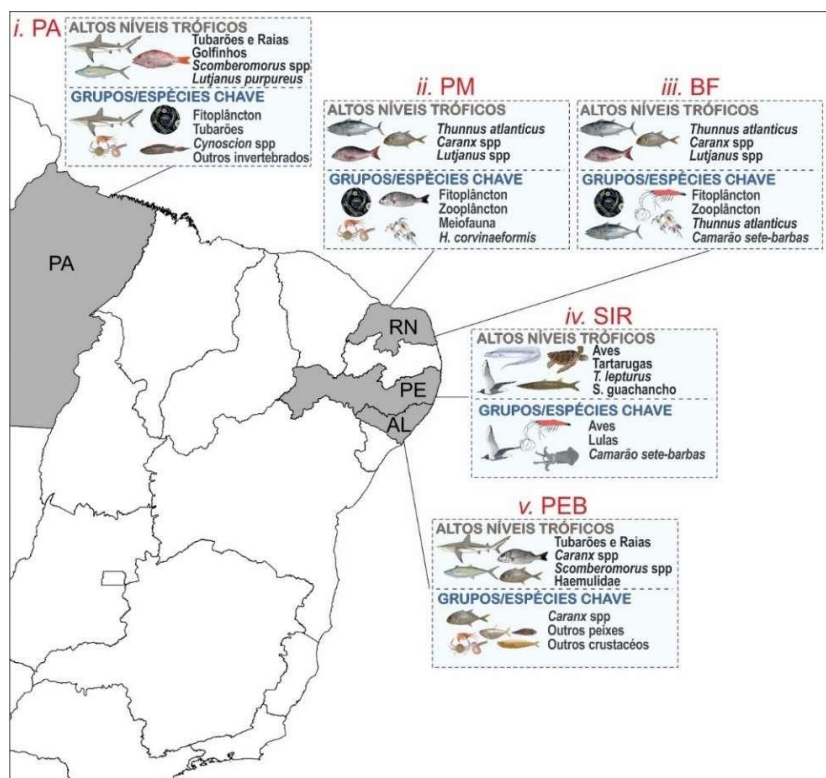 i. PA
ALTOS NÍVEIS TRÓFICOS
Tubarões e Raias
Golfinhos
Scomberomorus spp
Lutjanus purpureus
GRUPOS/ESPÉCIES CHAVE
Fitoplâncton
Tubarões
Cynoscion spp
Outros invertebrados
ii. PM
ALTOS NÍVEIS TRÓFICOS
Thunnus atlanticus
Caranx spp
Lutjanus spp
GRUPOS/ESPÉCIES CHAVE
Fitoplâncton
Zooplâncton
Meiofauna
H. corvinaeformis
iii. BF
ALTOS NÍVEIS TRÓFICOS
Thunnus atlanticus
Caranx spp
Lutjanus spp
GRUPOS/ESPÉCIES CHAVE
Fitoplâncton
Zooplâncton
Thunnus atlanticus
Camarão sete-barbas
PA
RN
PE
AL
iv. SIR
ALTOS NÍVEIS TRÓFICOS
Aves
Tartarugas
T. lepturus
S. guachancho
GRUPOS/ESPÉCIES CHAVE
Aves
Lulas
Camarão sete-barbas
v. PEB
ALTOS NÍVEIS TRÓFICOS
Tubarões e Raias
Caranx spp
Scomberomorus spp
Haemulidae
GRUPOS/ESPÉCIES CHAVE
Caranx spp
Outros peixes
Outros crustacéos